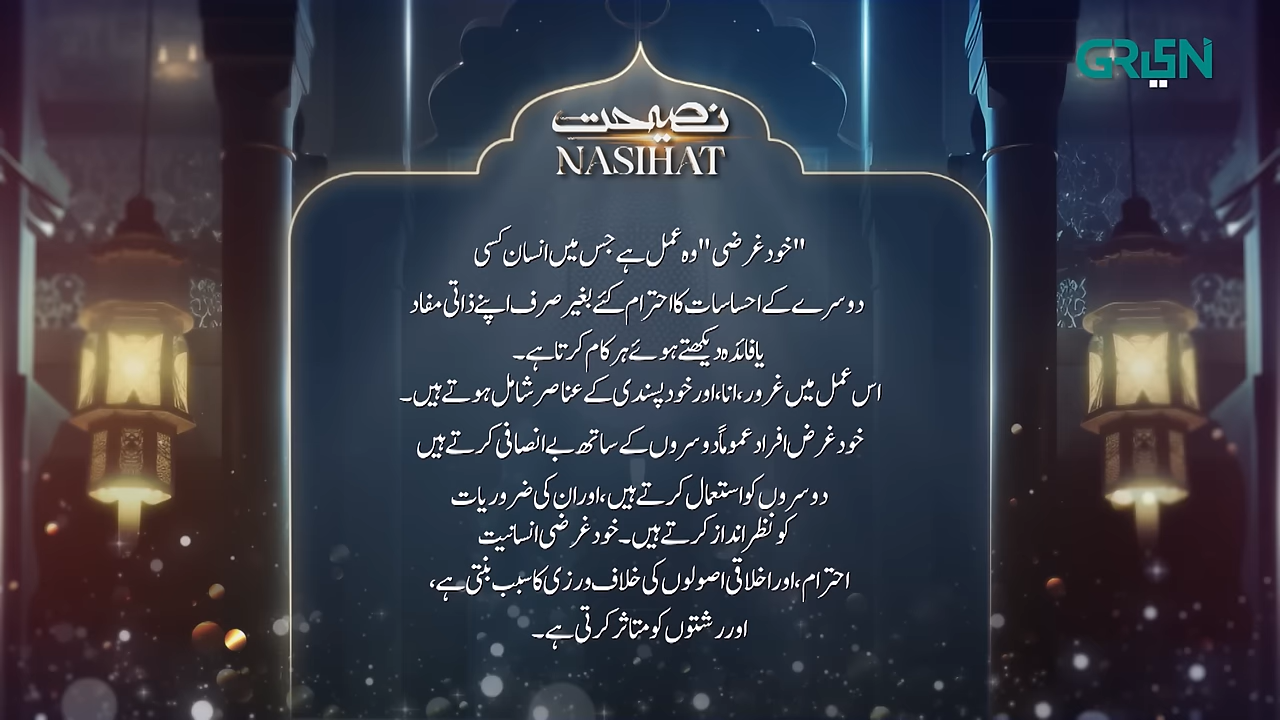 GREEN
نصیحت
NASIHAT
"خود غرضی" وہ عمل ہے جس میں انسان کسی
دوسرے کے احساسات کا احترام کئے بغیر صرف اپنے ذاتی مفاد
یا فائدہ دیکھتے ہوئے ہر کام کرتا ہے۔
اس عمل میں غرور، انا، اور خود پسندی کے عناصر شامل ہوتے ہیں۔
خود غرض افراد عموماً دوسروں کے ساتھ بے انصافی کرتے ہیں
دوسروں کو استعمال کرتے ہیں، اور ان کی ضروریات
کو نظر انداز کرتے ہیں۔ خود غرضی انسانیت
احترام، اور اخلاقی اصولوں کی خلاف ورزی کا سبب بنتی ہے،
اور رشتوں کو متاثر کرتی ہے۔